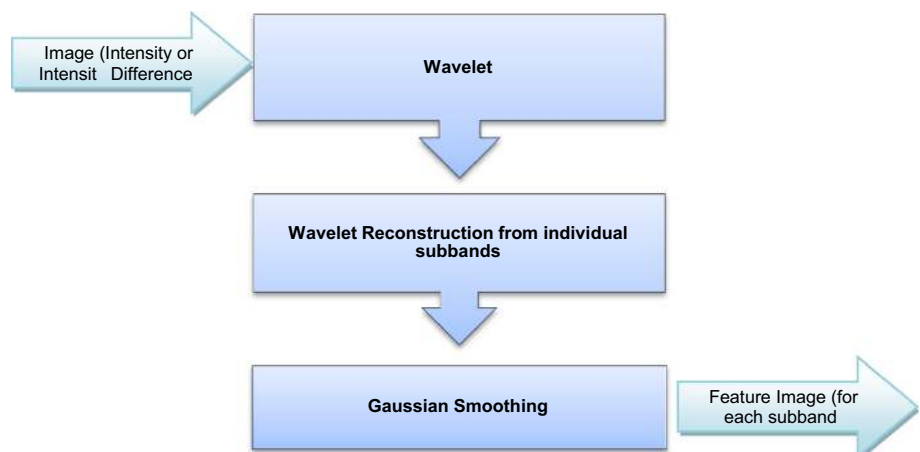 Image (Intensity or
Intensit Difference
Wavelet
Wavelet Reconstruction from individual
subbands
Gaussian Smoothing
Feature Image (for
each subband